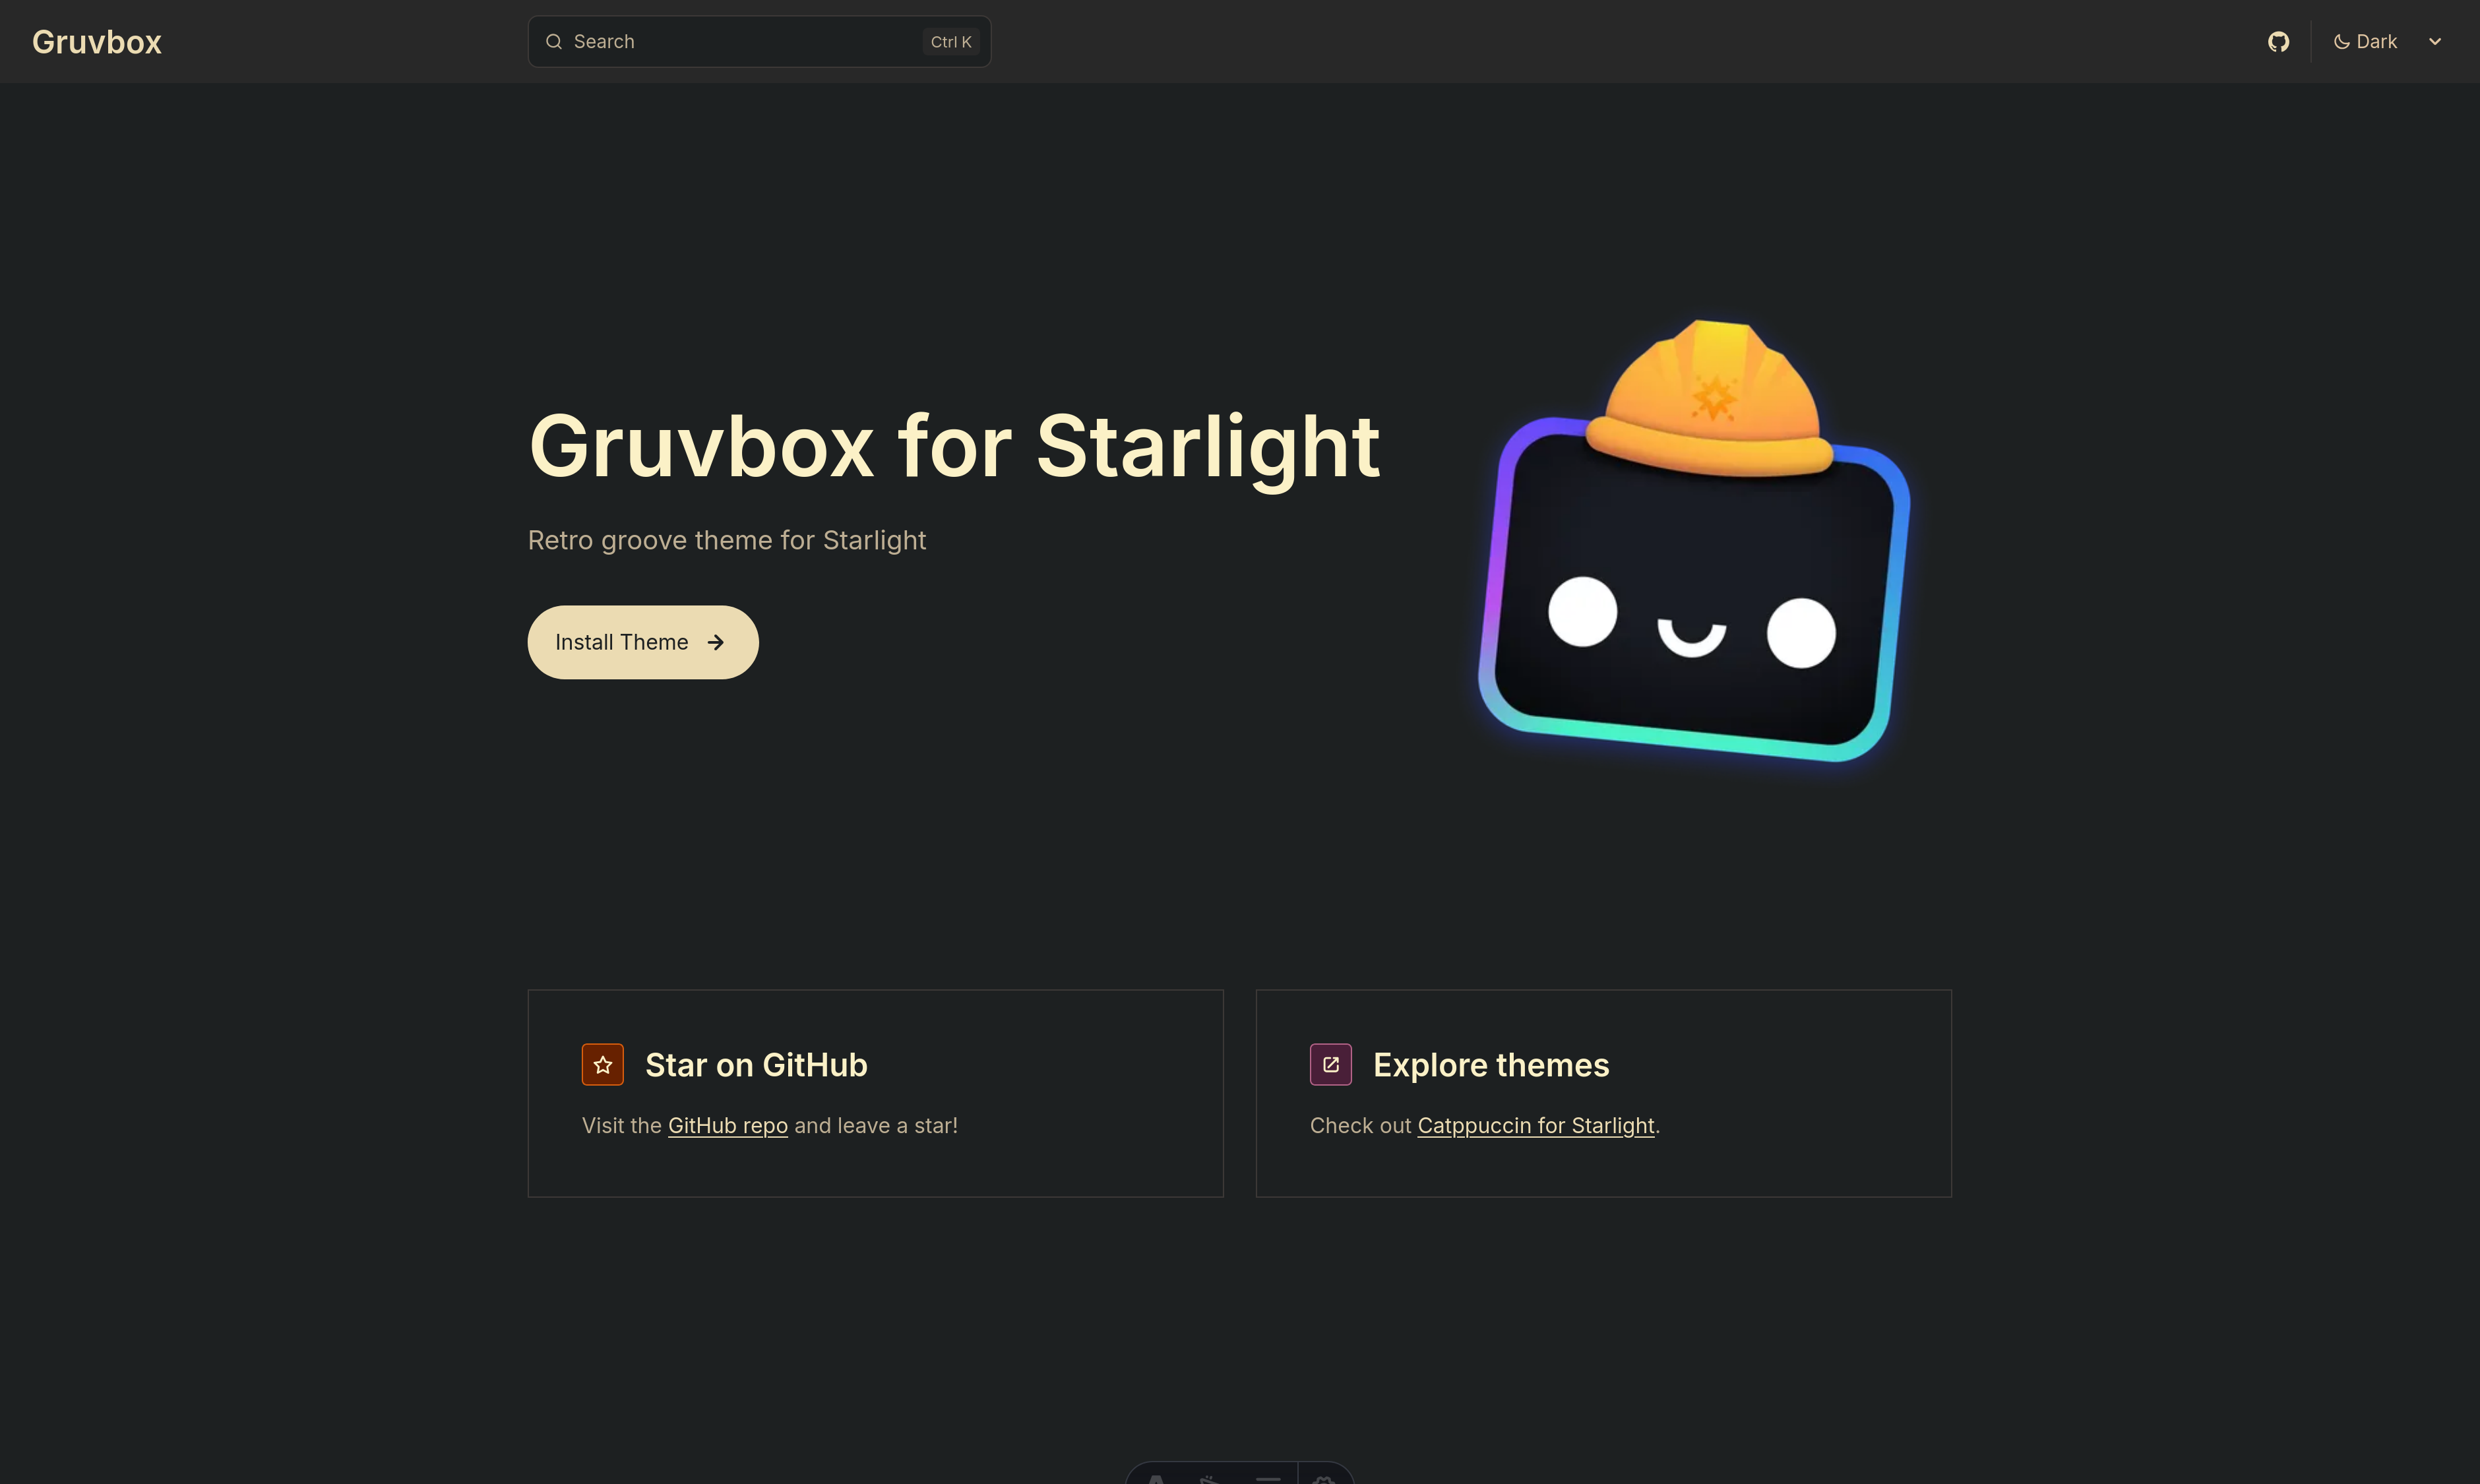 Gruvbox
Search
Ctrl K
Dark
Gruvbox for Starlight
Retro groove theme for Starlight
Install Theme
Star on GitHub
Visit the GitHub repo and leave a star!
Explore themes
Check out Catppuccin for Starlight.